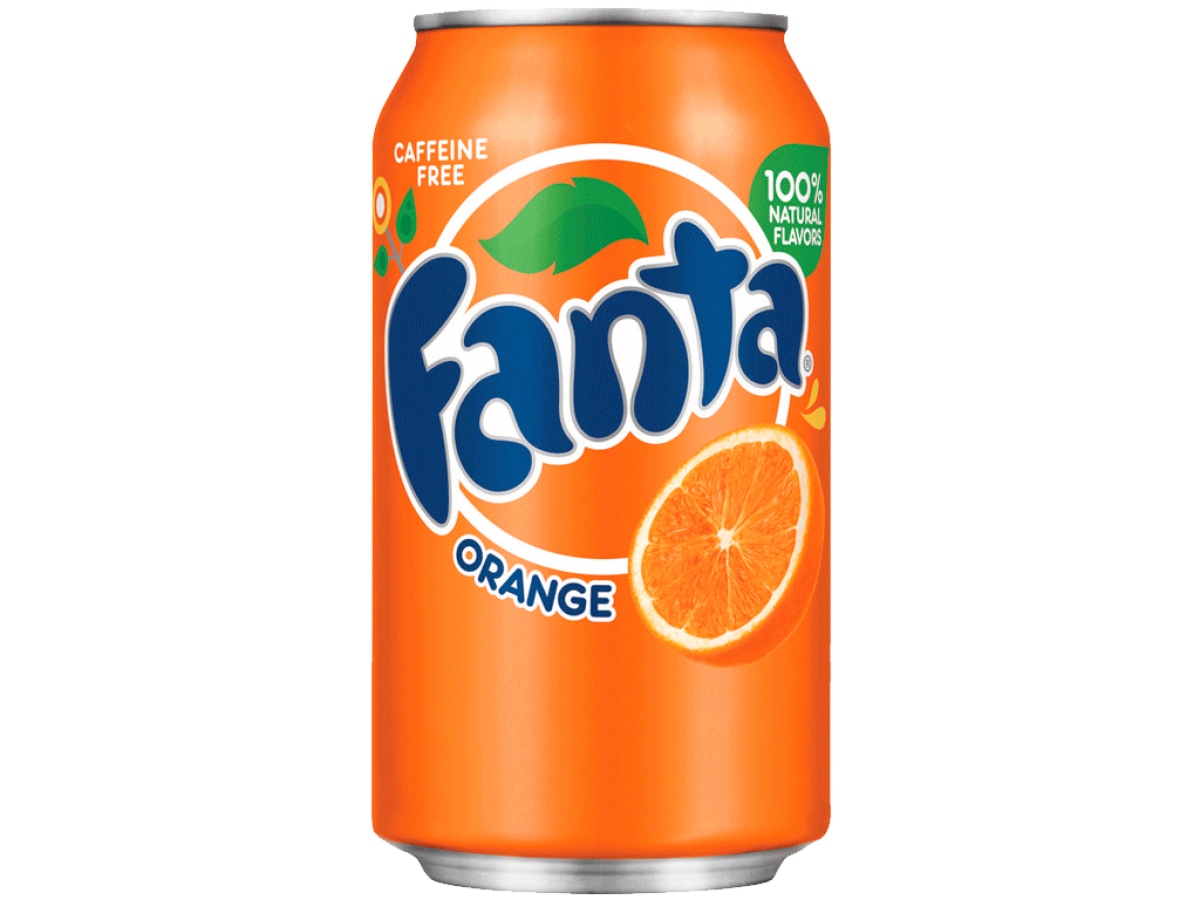 CAFFEINE
FREE
100%
NATURAL
FLAVORS
Fanta®
ORANGE